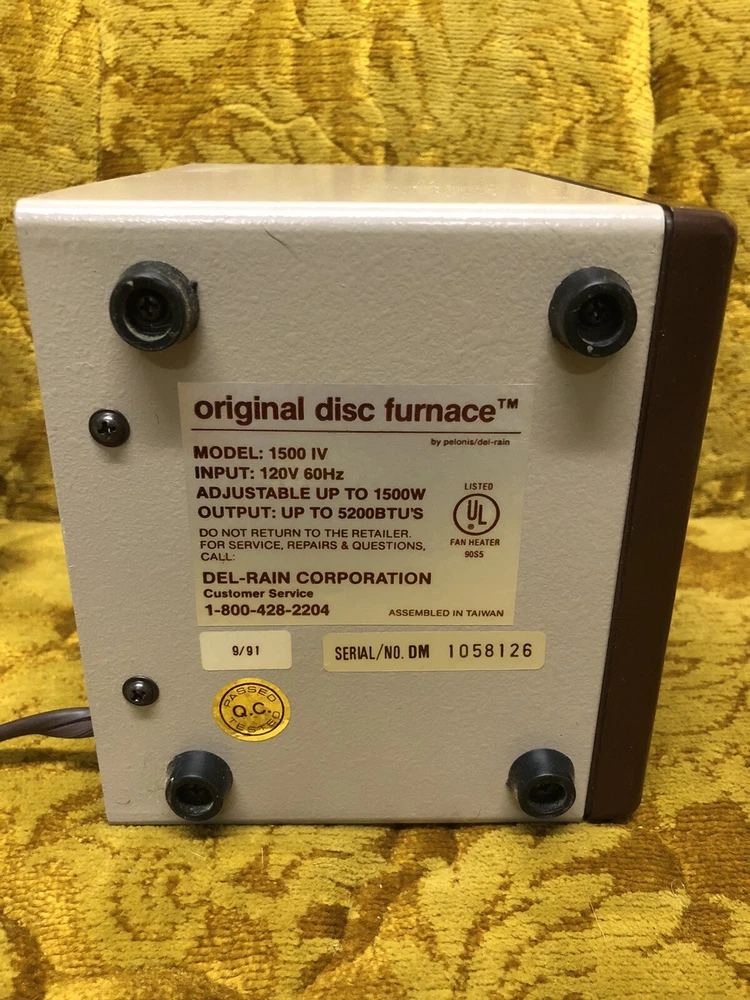 original disc furnace™
by pelonis/del-rain
MODEL: 1500 IV
INPUT: 120V 60Hz
ADJUSTABLE UP TO 1500W
OUTPUT: UP TO 5200BTU'S
LISTED
UL
FAN HEATER
90S5
DO NOT RETURN TO THE RETAILER.
FOR SERVICE, REPAIRS & QUESTIONS,
CALL:
DEL-RAIN CORPORATION
Customer Service
1-800-428-2204
ASSEMBLED IN TAIWAN
9/91
SERIAL/NO. DM 1058126
PASSED
Q.C.
TESTED